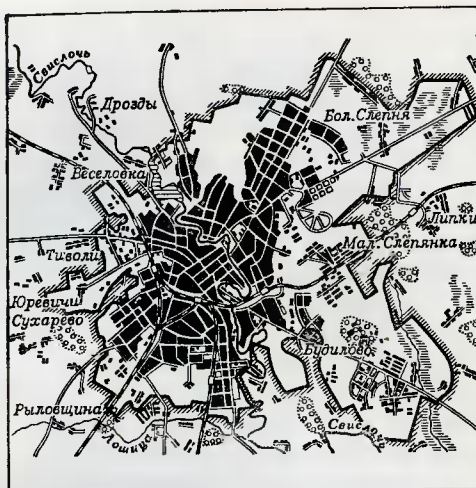 Свислочь
Дрозды
Бол. Слепня
Веселовка
Липки
Мал. Слепянка
Тиволи
Юревичи
Сухарево
Будилово
Рыловщина
Лошица
Свислочь